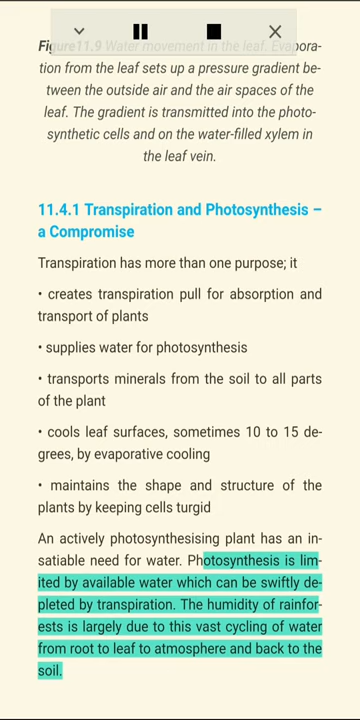 Figure11.9 Water movement in the leaf. Evapora-
tion from the leaf sets up a pressure gradient be-
tween the outside air and the air spaces of the
leaf. The gradient is transmitted into the photo-
synthetic cells and on the water-filled xylem in
the leaf vein.
11.4.1 Transpiration and Photosynthesis –
a Compromise
Transpiration has more than one purpose; it
• creates transpiration pull for absorption and
transport of plants
• supplies water for photosynthesis
• transports minerals from the soil to all parts
of the plant
• cools leaf surfaces, sometimes 10 to 15 de-
grees, by evaporative cooling
• maintains the shape and structure of the
plants by keeping cells turgid
An actively photosynthesising plant has an in-
satiable need for water. Photosynthesis is lim-
ited by available water which can be swiftly de-
pleted by transpiration. The humidity of rainfor-
ests is largely due to this vast cycling of water
from root to leaf to atmosphere and back to the
soil.